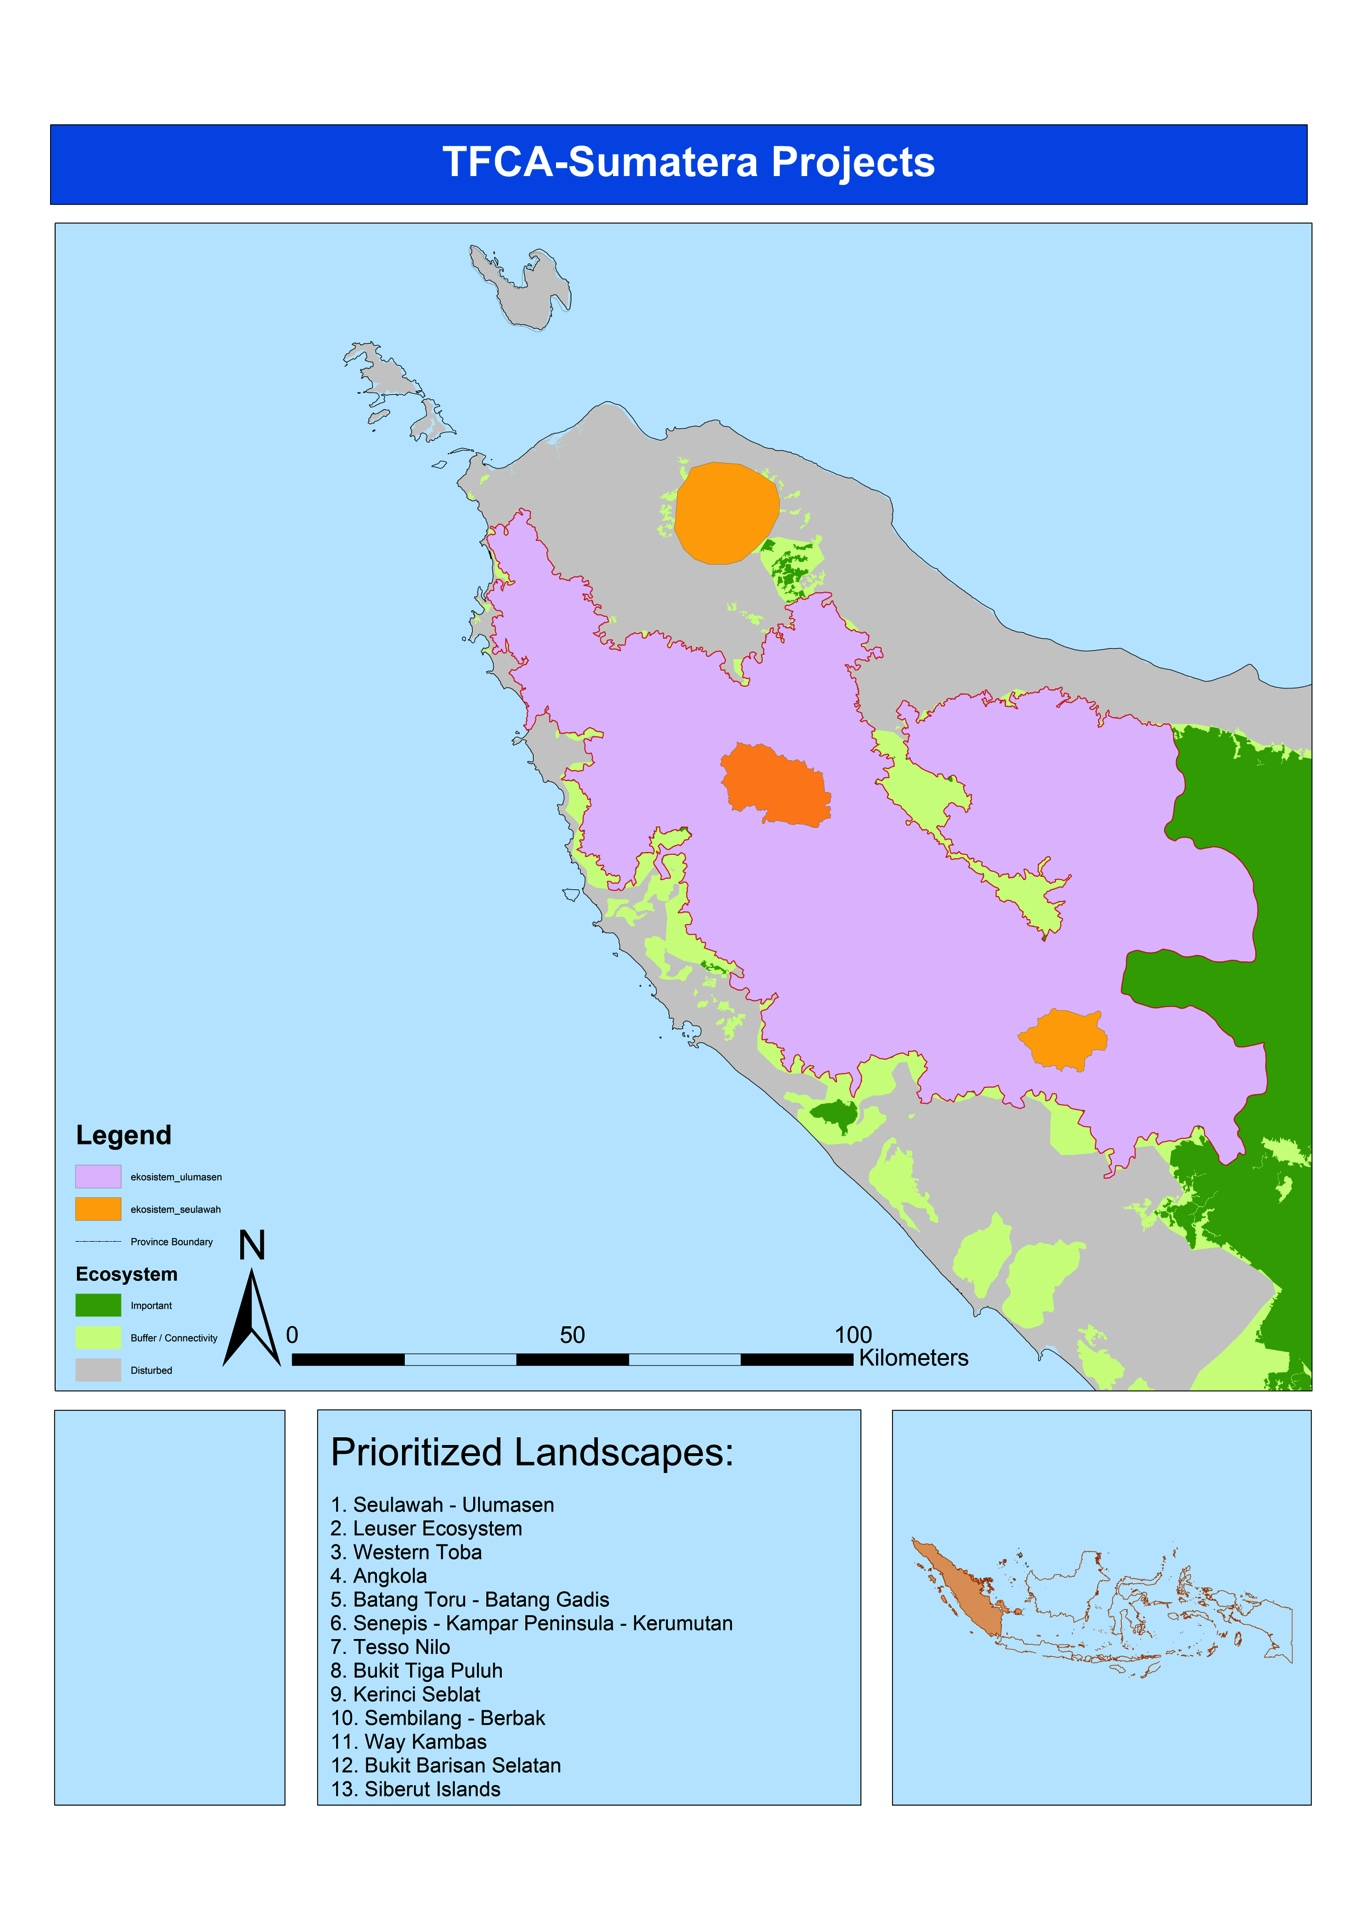 TFCA-Sumatera Projects
Legend
ekosistem_ulumasen
ekosistem_seulawah
Province Boundary
N
Ecosystem
Important
Buffer / Connectivity
Disturbed
0 50 100
Kilometers
Prioritized Landscapes:
1. Seulawah - Ulumasen
2. Leuser Ecosystem
3. Western Toba
4. Angkola
5. Batang Toru - Batang Gadis
6. Senepis - Kampar Peninsula - Kerumutan
7. Tesso Nilo
8. Bukit Tiga Puluh
9. Kerinci Seblat
10. Sembilang - Berbak
11. Way Kambas
12. Bukit Barisan Selatan
13. Siberut Islands